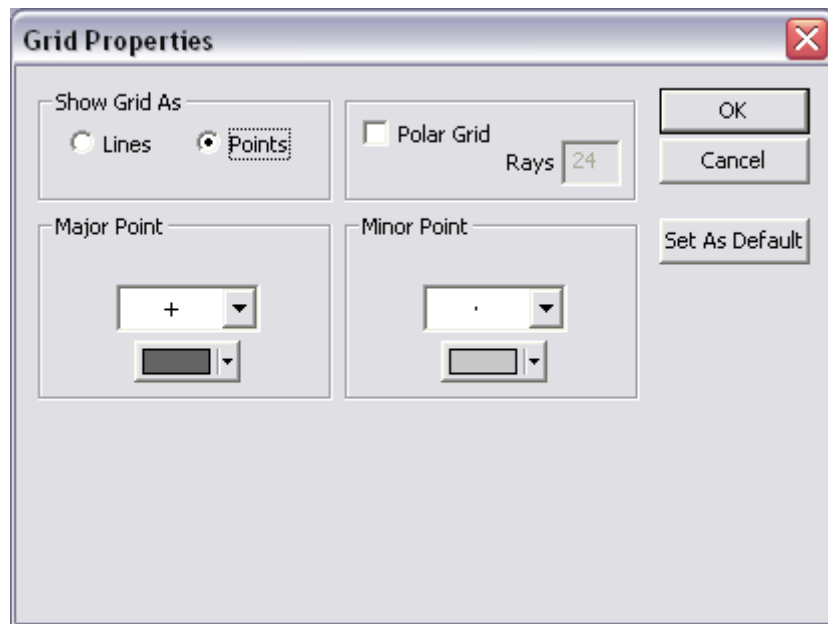 Grid Properties
Show Grid As
Lines
Points
Polar Grid
Rays 24
OK
Cancel
Set As Default
Major Point
+
Minor Point
·